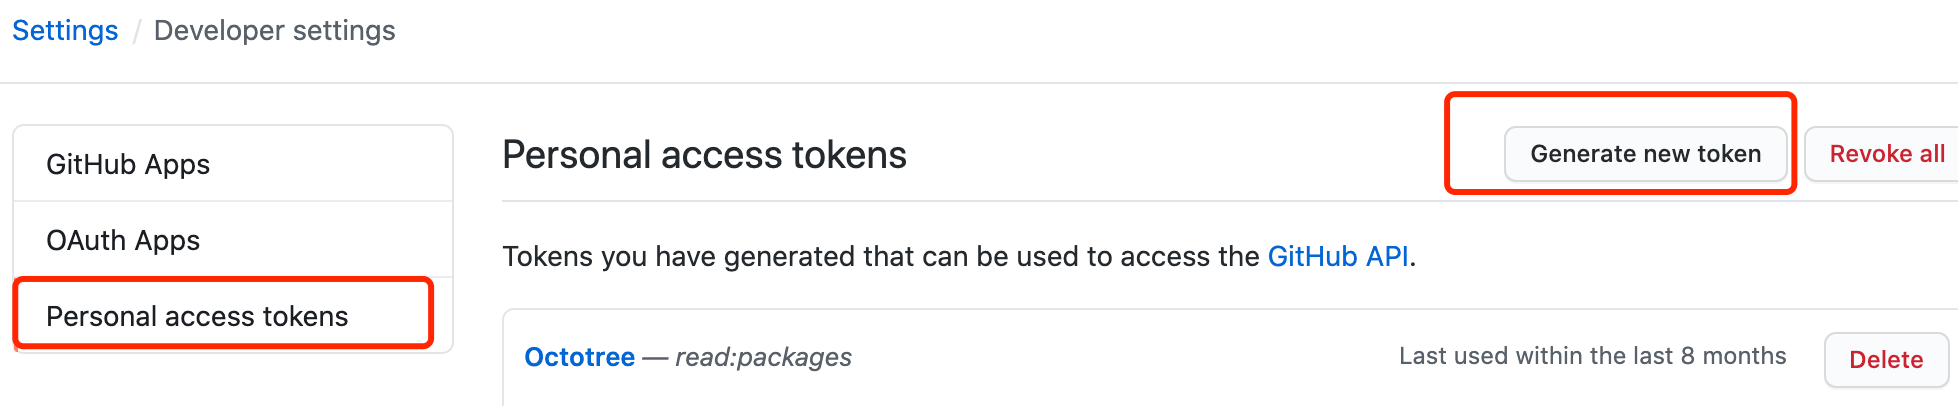 Settings / Developer settings
GitHub Apps
OAuth Apps
Personal access tokens
Personal access tokens
Generate new token
Revoke all
Tokens you have generated that can be used to access the GitHub API.
Octotree — read:packages
Last used within the last 8 months
Delete